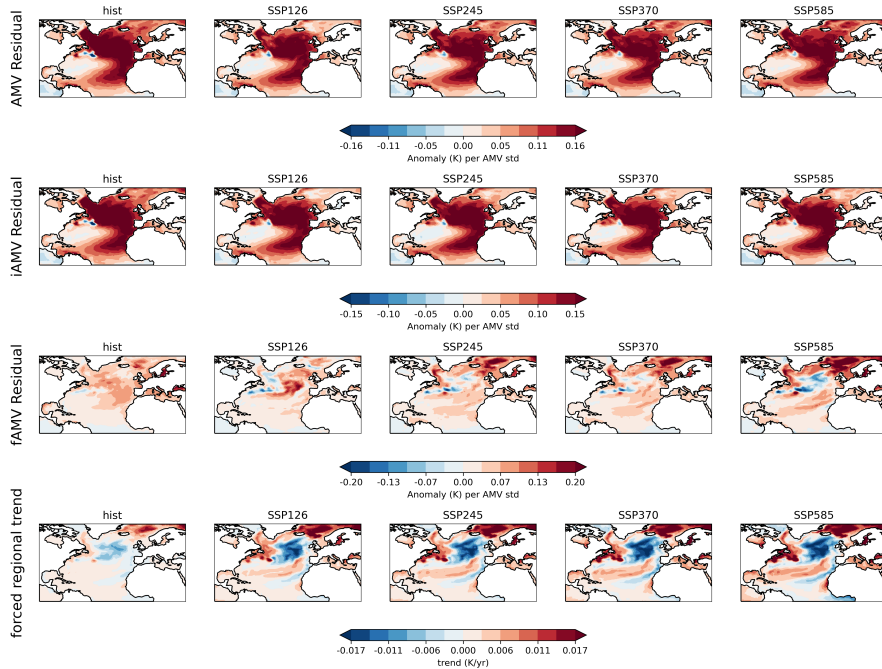 AMV Residual
hist SSP126 SSP245 SSP370 SSP585
-0.16 -0.11 -0.05 0.00 0.05 0.11 0.16
Anomaly (K) per AMV std
iAMV Residual
hist SSP126 SSP245 SSP370 SSP585
-0.15 -0.10 -0.05 0.00 0.05 0.10 0.15
Anomaly (K) per AMV std
fAMV Residual
hist SSP126 SSP245 SSP370 SSP585
-0.20 -0.13 -0.07 0.00 0.07 0.13 0.20
Anomaly (K) per AMV std
forced regional trend
hist SSP126 SSP245 SSP370 SSP585
-0.017 -0.011 -0.006 0.000 0.006 0.011 0.017
trend (K/yr)